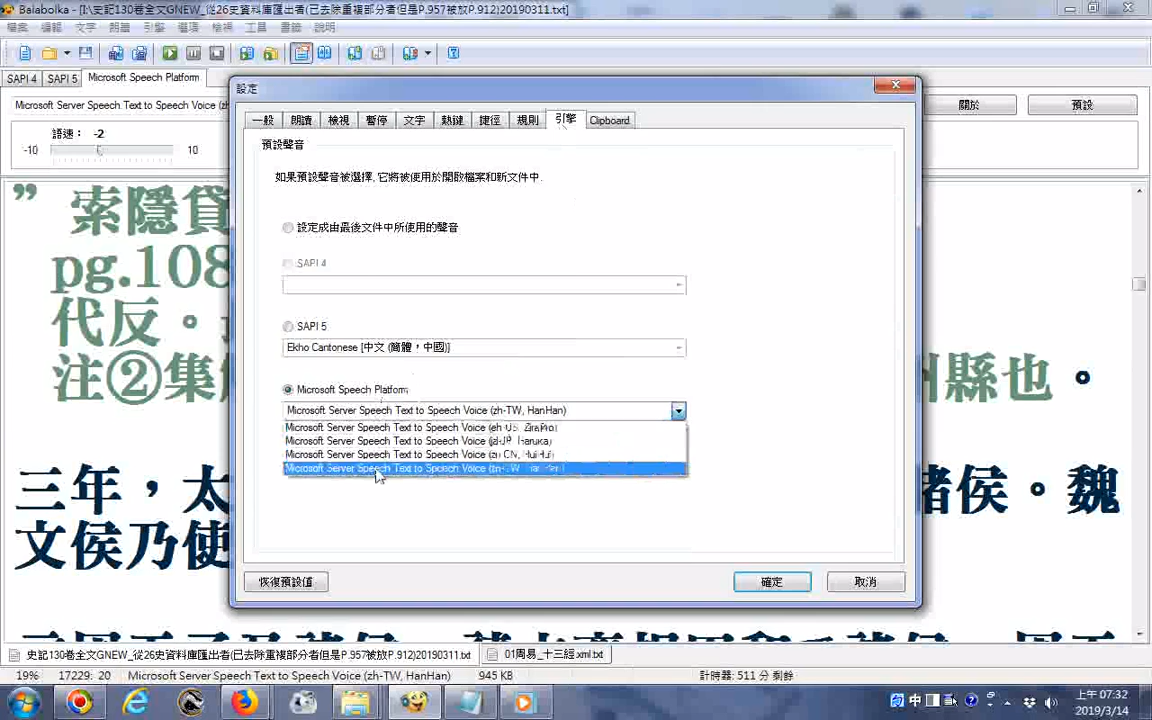 Balabolka - [I:\史記130卷全文GNEW_從26史資料庫匯出者(已去除重複部分者但是P.957被放P.912)20190311.txt]
檔案 編輯 文字 朗讀 引擎 選項 檢視 工具 書籤 說明
SAPI 4 SAPI 5 Microsoft Speech Platform
Microsoft Server Speech Text to Speech Voice (zh
關於 預設
語速： -2
-10 10
設定
一般 朗讀 檢視 暫停 文字 熱鍵 捷徑 規則 引擎 Clipboard
預設聲音
如果預設聲音被選擇, 它將被使用於開啟檔案和新文件中.
設定成由最後文件中所使用的聲音
SAPI 4
SAPI 5
Ekho Cantonese [中文 (簡體，中國)]
Microsoft Speech Platform
Microsoft Server Speech Text to Speech Voice (zh-TW, HanHan)
Microsoft Server Speech Text to Speech Voice
Microsoft Server Speech Text to Speech Voice
Microsoft Server Speech Text to Speech Voice
Microsoft Server Speech Text to Speech Voice
恢復預設值 確定 取消
” 索隱貸
pg.108
代反。
注②集 州縣也。
三年，太 諸侯。魏
文侯乃使
史記130卷全文GNEW_從26史資料庫匯出者(已去除重複部分者但是P.957被放P.912)20190311.txt 01周易_十三經.xml.txt
19% 17229: 20 Microsoft Server Speech Text to Speech Voice (zh-TW, HanHan) 945 KB 計時器: 511 分 剩餘
中
上午 07:32
2019/3/14